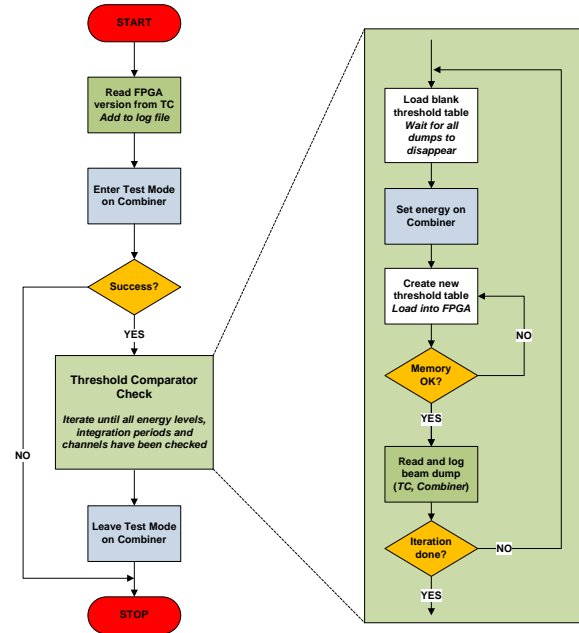 START
Read FPGA
version from TC
Add to log file
Enter Test Mode
on Combiner
Success?
YES
NO
Threshold Comparator
Check
Iterate until all energy levels,
integration periods and
channels have been checked
Leave Test Mode
on Combiner
STOP
Load blank
threshold table
Wait for all
dumps to
disappear
Set energy on
Combiner
Create new
threshold table
Load into FPGA
NO
Memory
OK?
YES
Read and log
beam dump
(TC, Combiner)
Iteration
done?
NO
YES